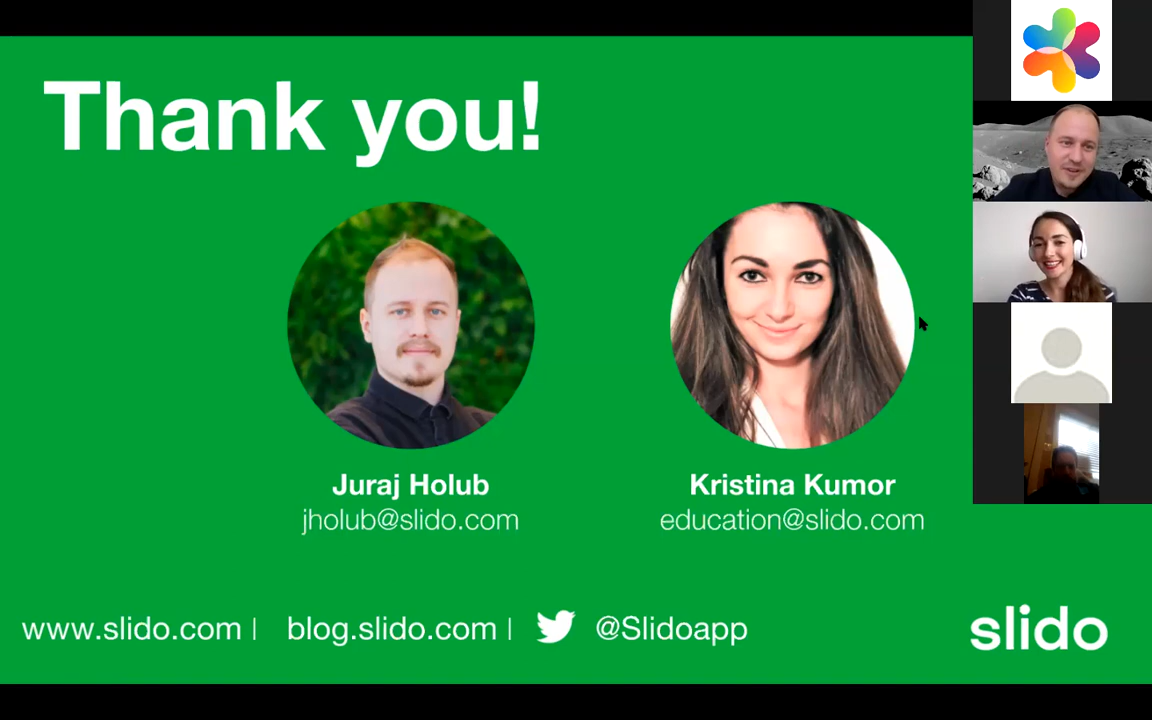 Thank you!
Juraj Holub
jholub@slido.com
Kristina Kumor
education@slido.com
www.slido.com | blog.slido.com | @Slidoapp
slido